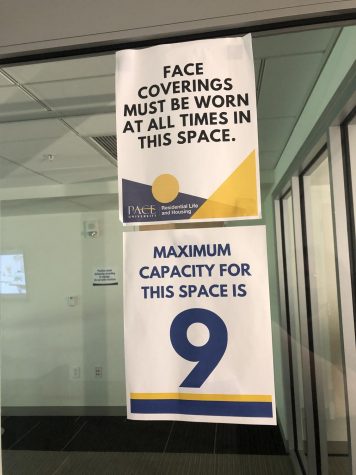 FACE
COVERINGS
MUST BE WORN
AT ALL TIMES IN
THIS SPACE.
PACE
UNIVERSITY
Residential Life
and Housing
MAXIMUM
CAPACITY FOR
THIS SPACE IS
9